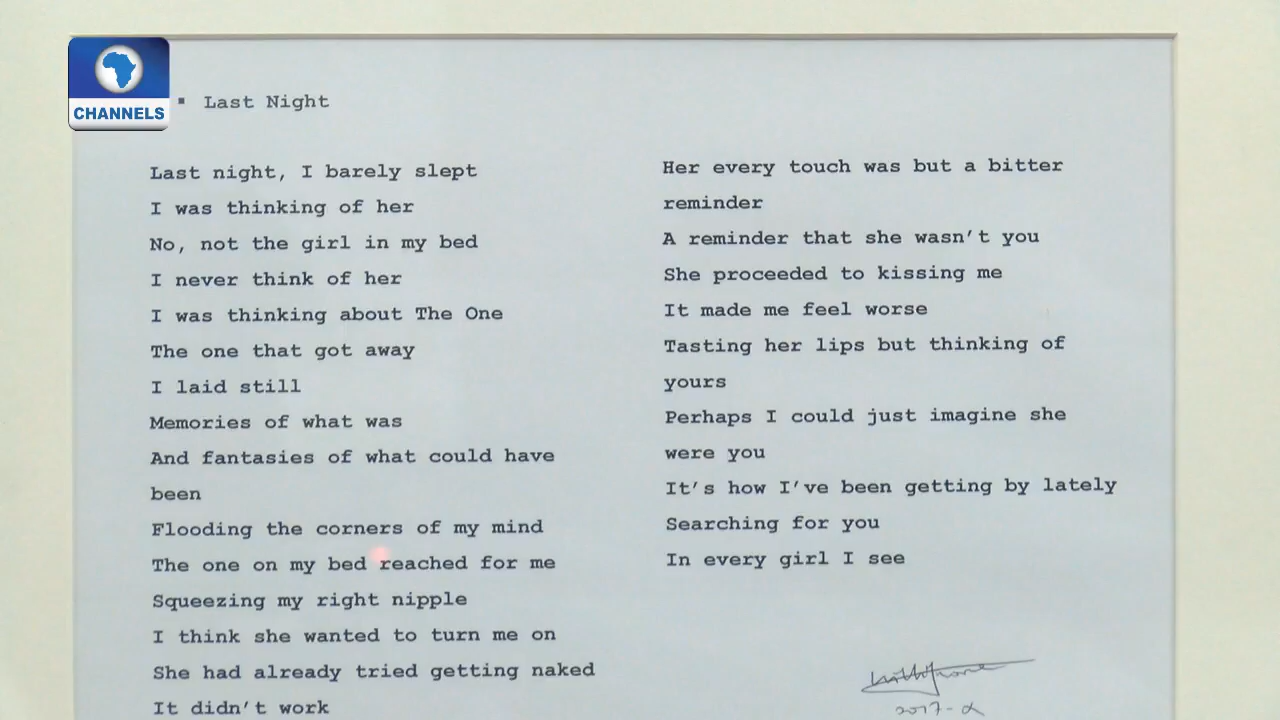 CHANNELS
Last Night
Last night, I barely slept
I was thinking of her
No, not the girl in my bed
I never think of her
I was thinking about The One
The one that got away
I laid still
Memories of what was
And fantasies of what could have
been
Flooding the corners of my mind
The one on my bed reached for me
Squeezing my right nipple
I think she wanted to turn me on
She had already tried getting naked
It didn't work
Her every touch was but a bitter
reminder
A reminder that she wasn't you
She proceeded to kissing me
It made me feel worse
Tasting her lips but thinking of
yours
Perhaps I could just imagine she
were you
It's how I've been getting by lately
Searching for you
In every girl I see
2017-